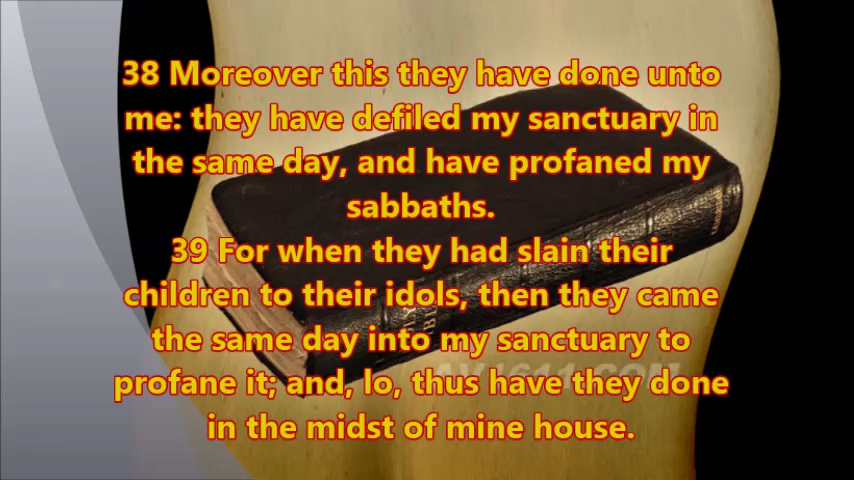 38 Moreover this they have done unto
me: they have defiled my sanctuary in
the same day, and have profaned my
sabbaths.
39 For when they had slain their
children to their idols, then they came
the same day into my sanctuary to
profane it; and, lo, thus have they done
in the midst of mine house.
AV1611.COM